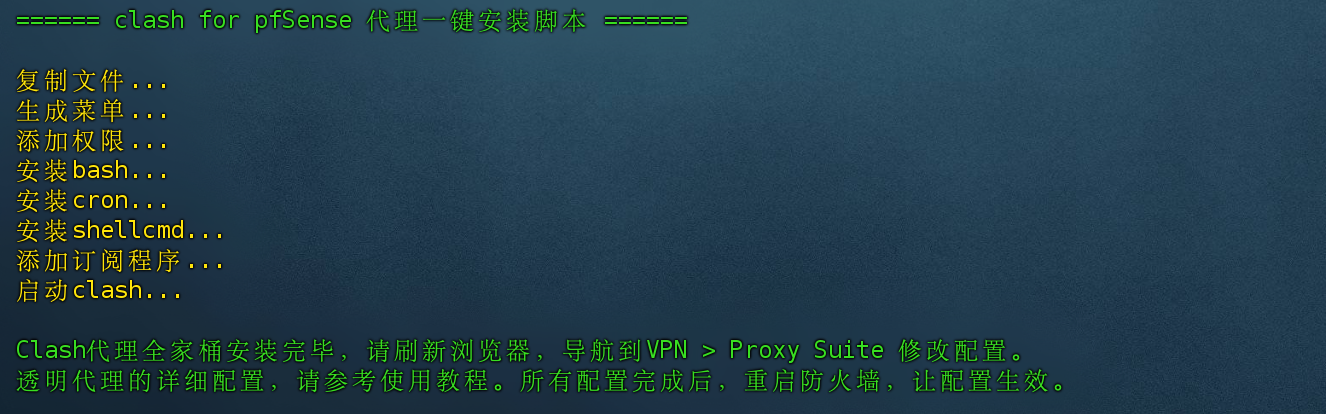 ====== clash for pfSense 代理一键安装脚本 ======
复制文件...
生成菜单...
添加权限...
安装bash...
安装cron...
安装shellcmd...
添加订阅程序...
启动clash...
Clash代理全家桶安装完毕，请刷新浏览器，导航到VPN > Proxy Suite 修改配置。
透明代理的详细配置，请参考使用教程。所有配置完成后，重启防火墙，让配置生效。